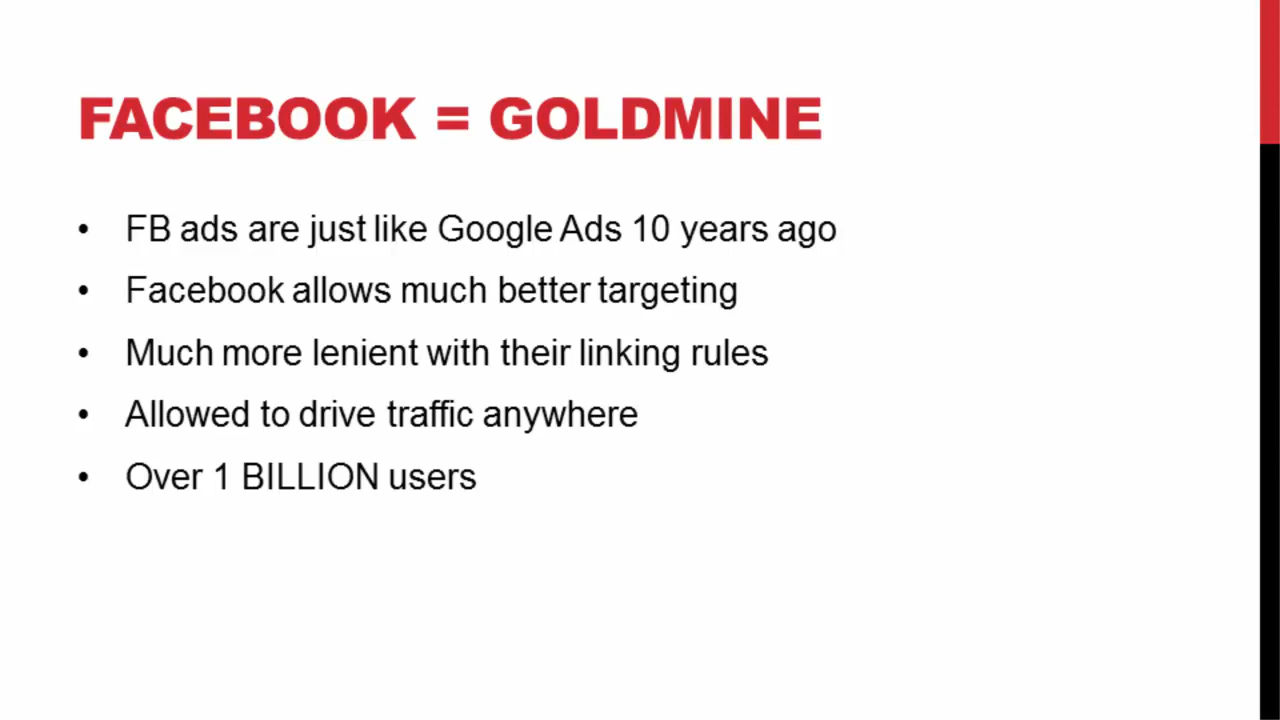 FACEBOOK = GOLDMINE
• FB ads are just like Google Ads 10 years ago
• Facebook allows much better targeting
• Much more lenient with their linking rules
• Allowed to drive traffic anywhere
• Over 1 BILLION users